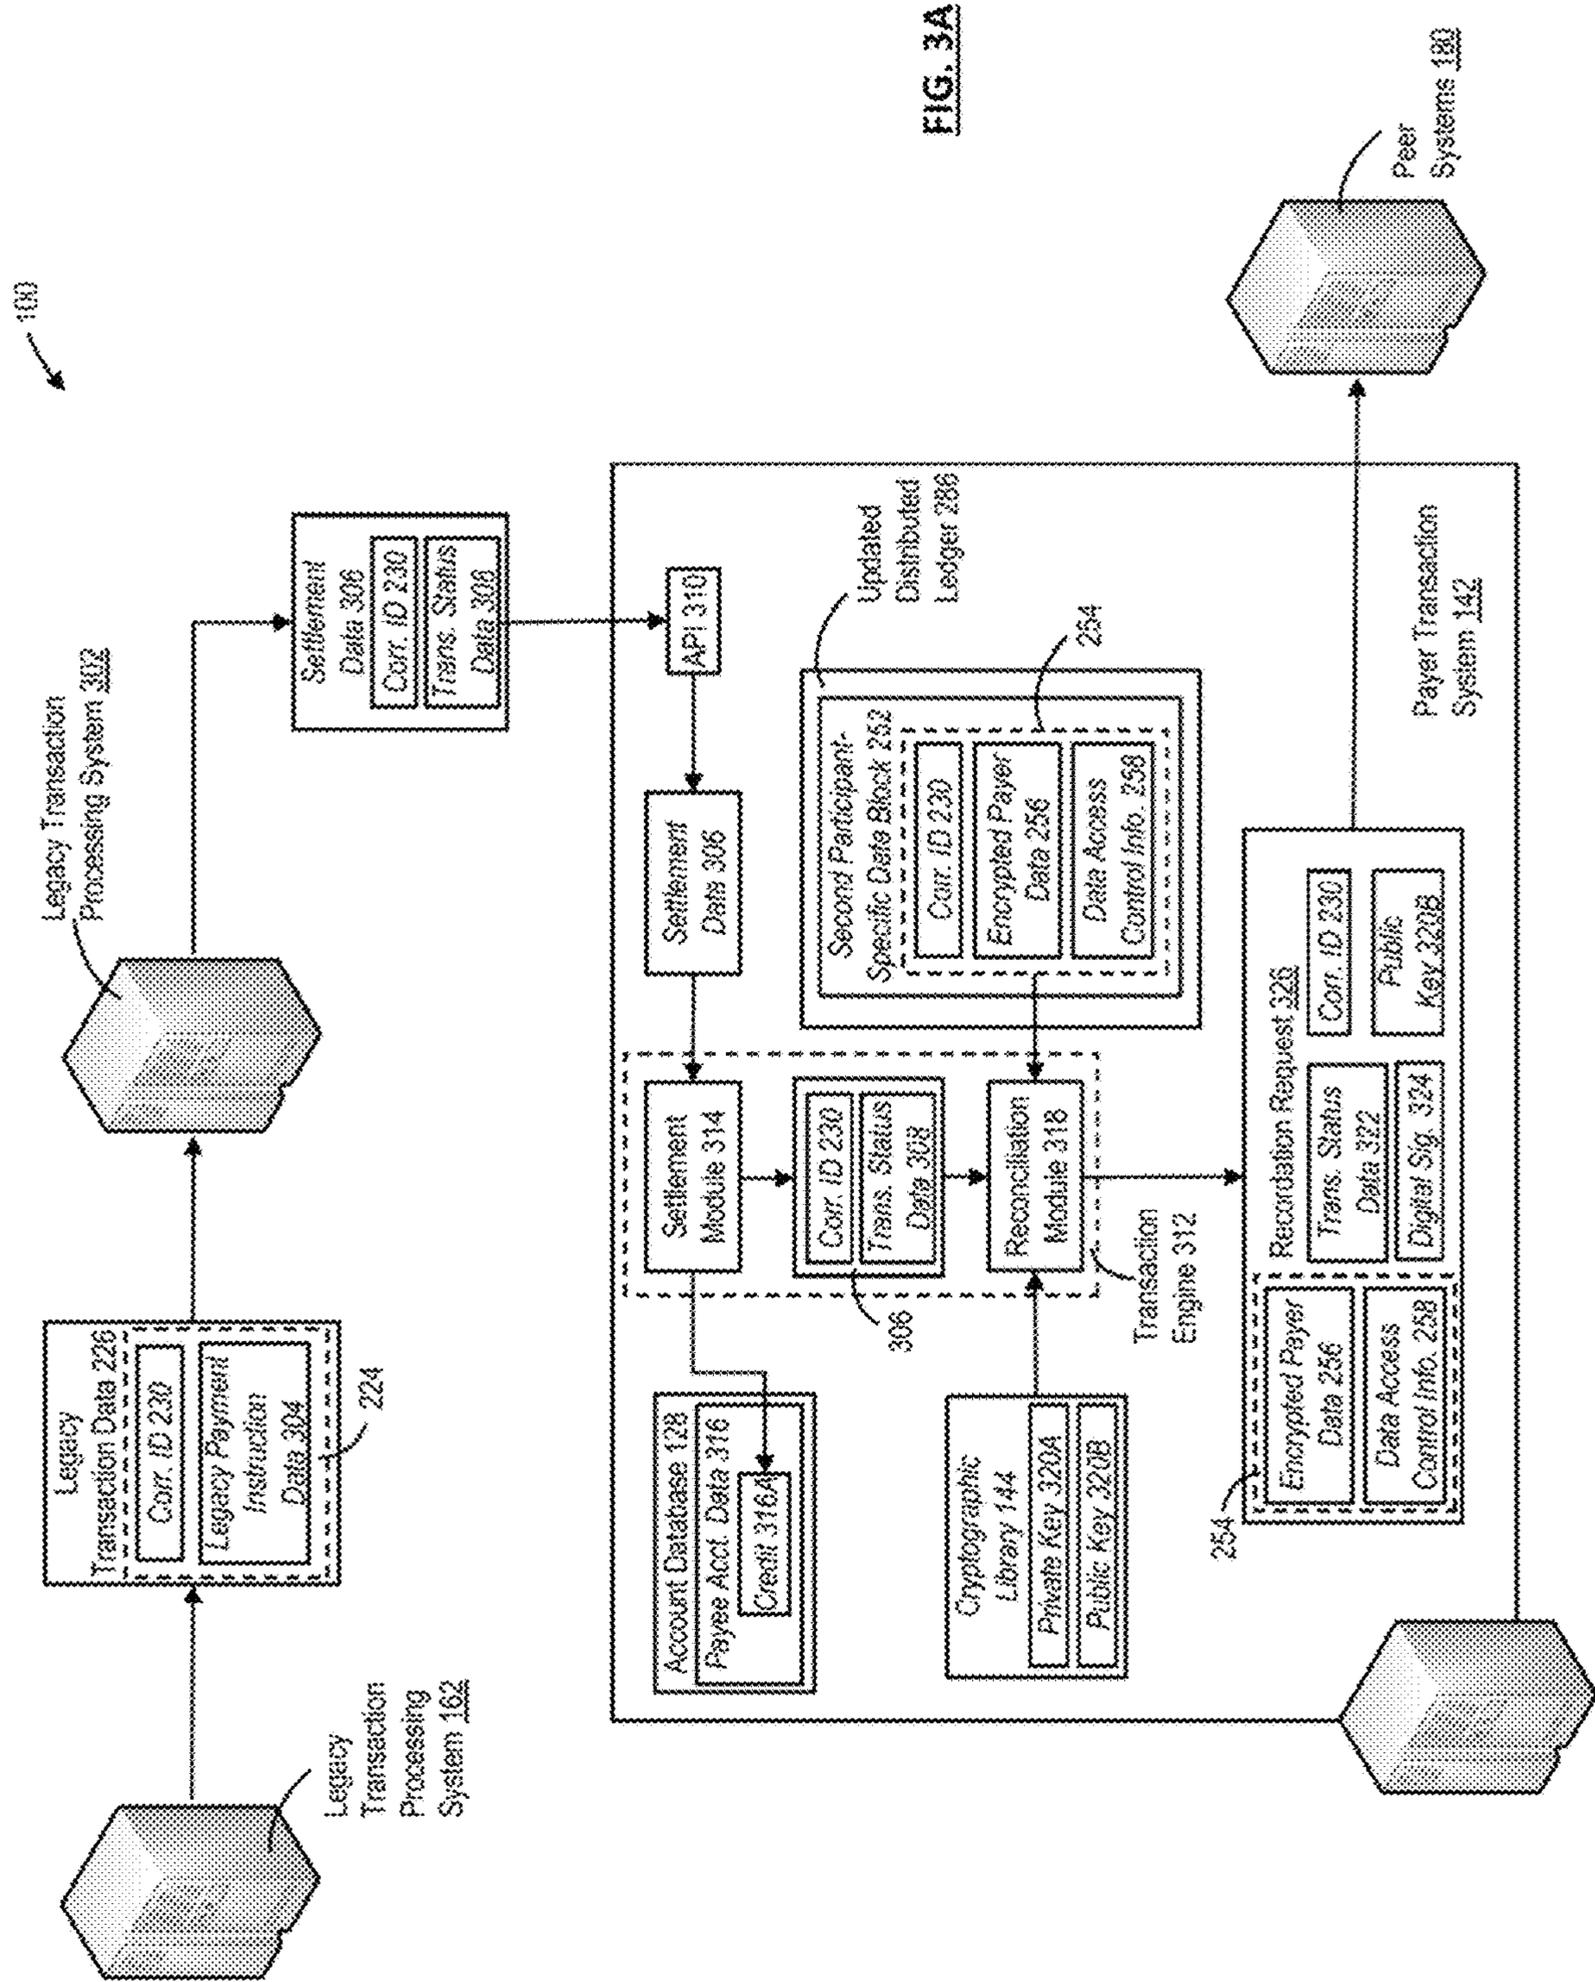 100
Legacy Transaction
Processing System 302
Legacy
Transaction Data 226
Corr. ID 230
Legacy Payment
Instruction
Data 304
224
Legacy
Transaction
Processing
System 162
Settlement
Data 306
Corr. ID 230
Trans. Status
Data 308
API 310
Settlement
Data 306
Settlement
Module 314
Account Database 128
Payee Acct. Data 316
Credit 316A
Corr. ID 230
Trans. Status
Data 308
306
Updated
Distributed
Ledger 286
Second Participant-
Specific Date Block 252
Corr. ID 230
Encrypted Payer
Data 256
Data Access
Control Info. 258
254
Reconciliation
Module 318
Cryptographic
Library 144
Private Key 320A
Public Key 320B
Transaction
Engine 312
254
Encrypted Payer
Data 256
Data Access
Control Info. 258
Recordation Request 326
Trans. Status
Data 322
Corr. ID 230
Digital Sig. 324
Public
Key 320B
Payer Transaction
System 142
Peer
Systems 180
FIG. 3A